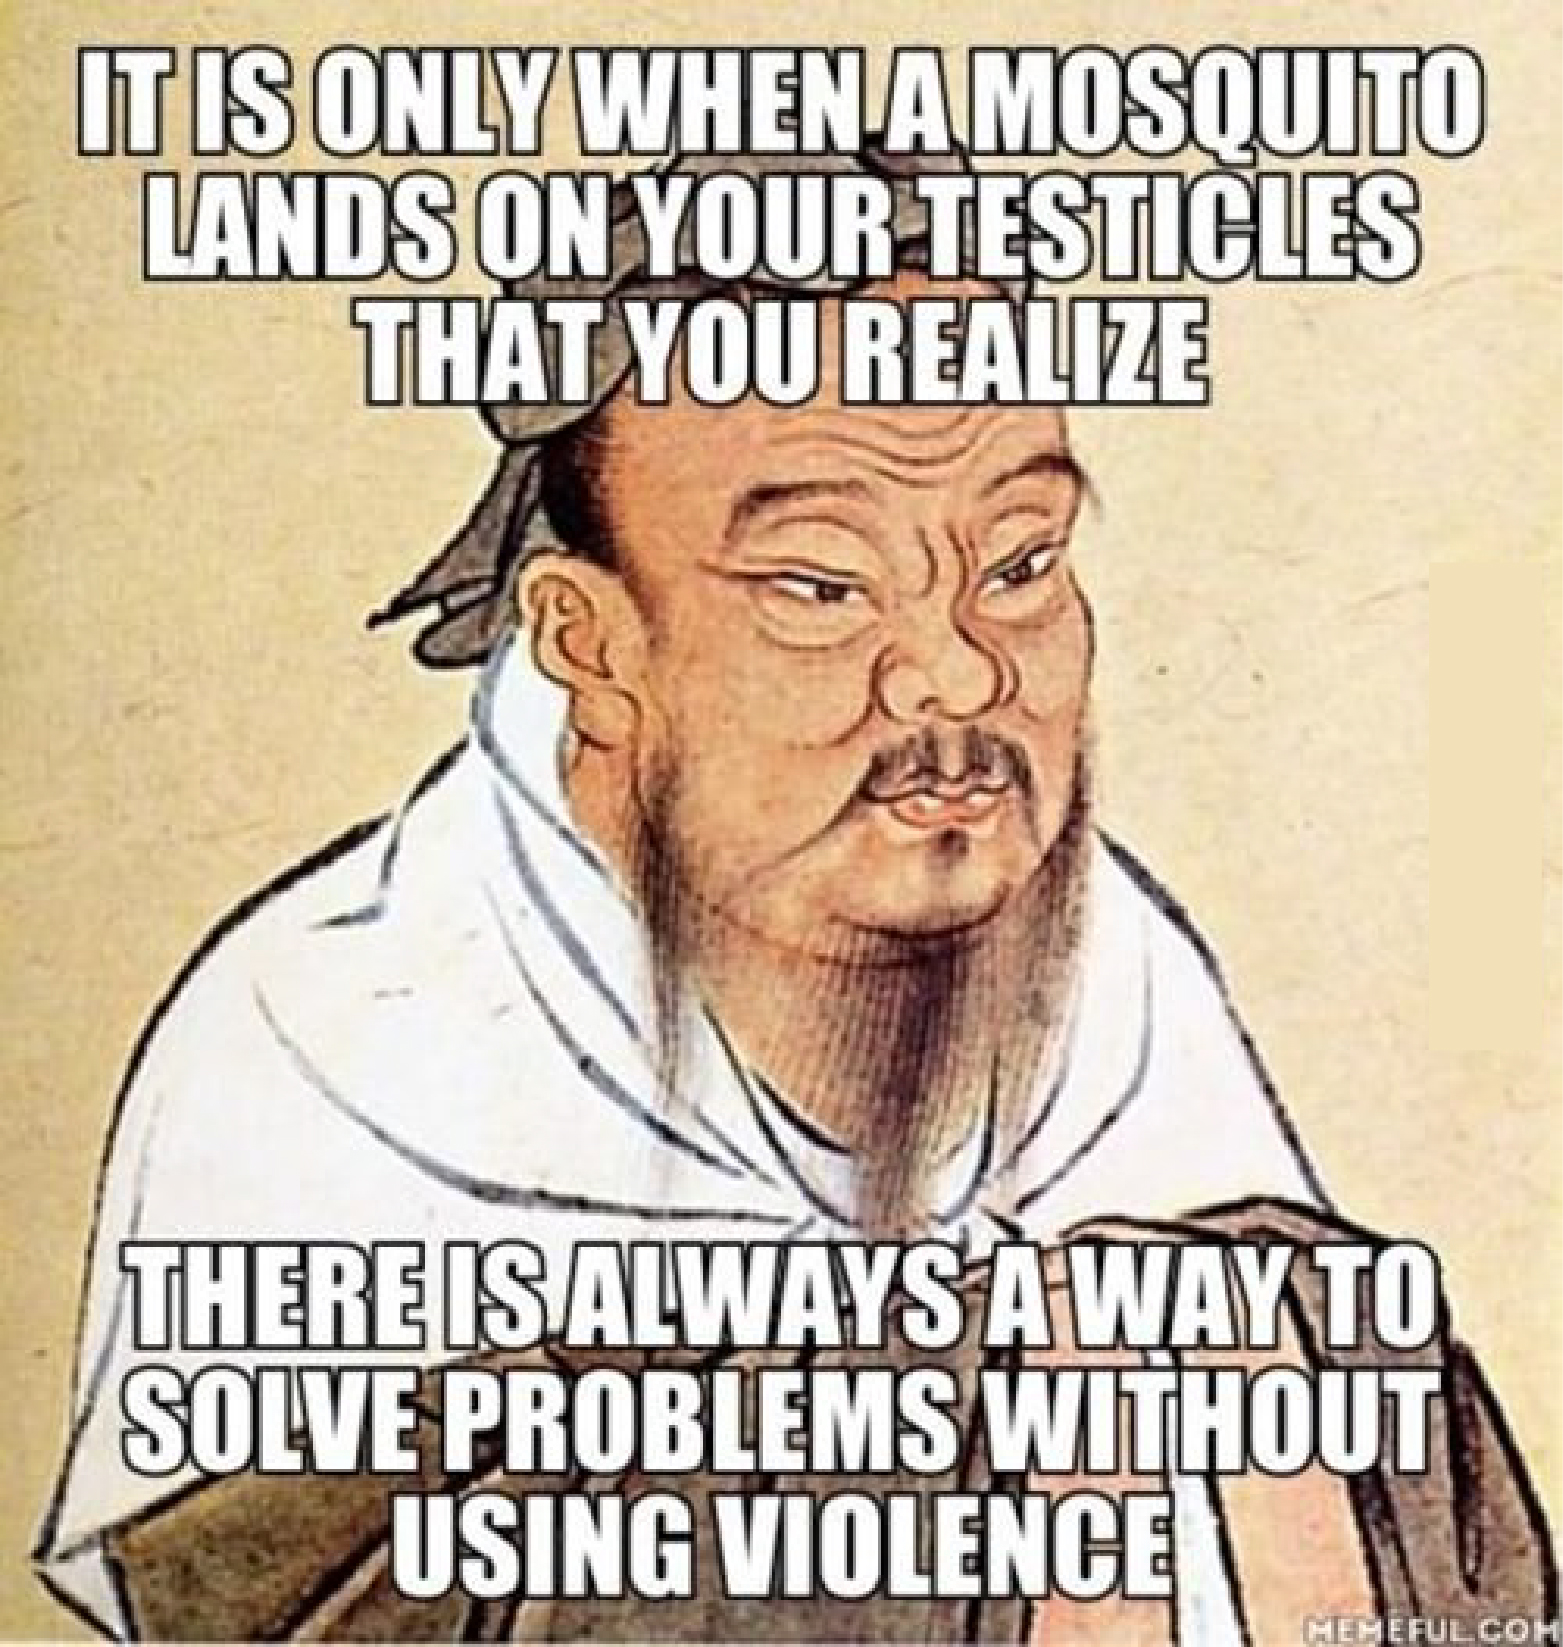 IT IS ONLY WHEN A MOSQUITO
LANDS ON YOUR TESTICLES
THAT YOU REALIZE
THERE IS ALWAYS A WAY TO
SOLVE PROBLEMS WITHOUT
USING VIOLENCE
MEMEFUL.COM